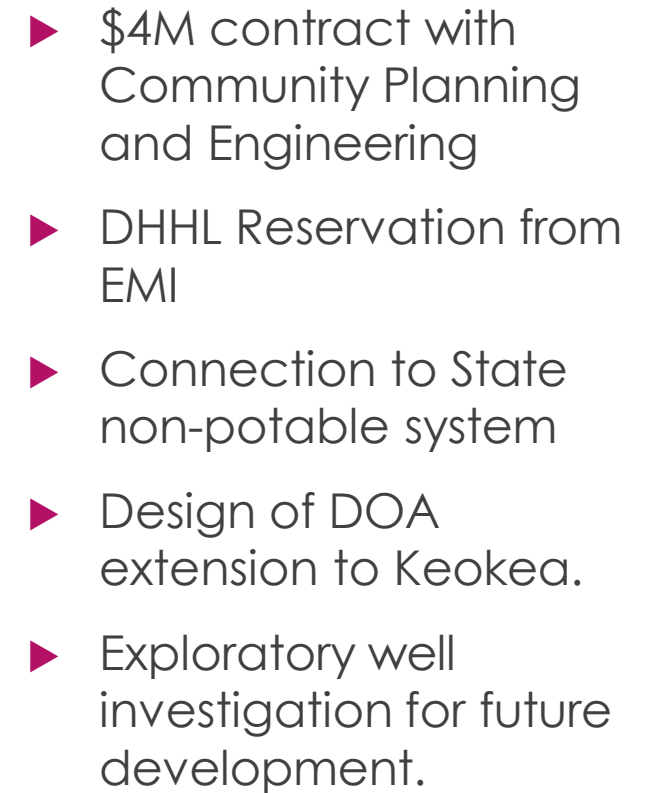 $4M contract with
Community Planning
and Engineering
DHHL Reservation from
EMI
Connection to State
non-potable system
Design of DOA
extension to Keokea.
Exploratory well
investigation for future
development.